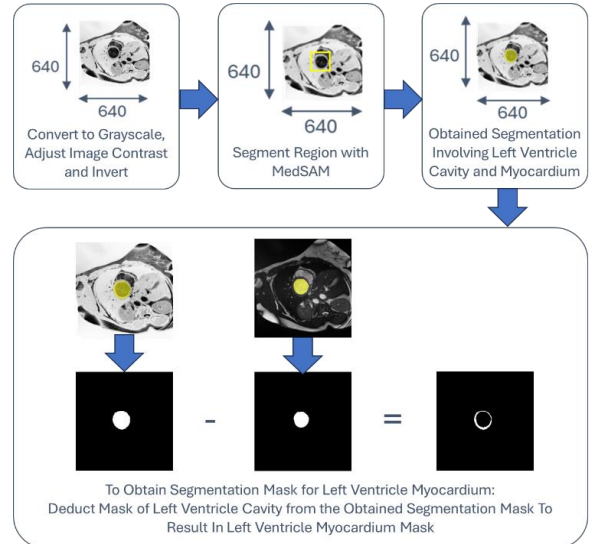 640
640
Convert to Grayscale,
Adjust Image Contrast
and Invert
640
640
Segment Region with
MedSAM
640
640
Obtained Segmentation
Involving Left Ventricle
Cavity and Myocardium
-
=
To Obtain Segmentation Mask for Left Ventricle Myocardium:
Deduct Mask of Left Ventricle Cavity from the Obtained Segmentation Mask To
Result In Left Ventricle Myocardium Mask